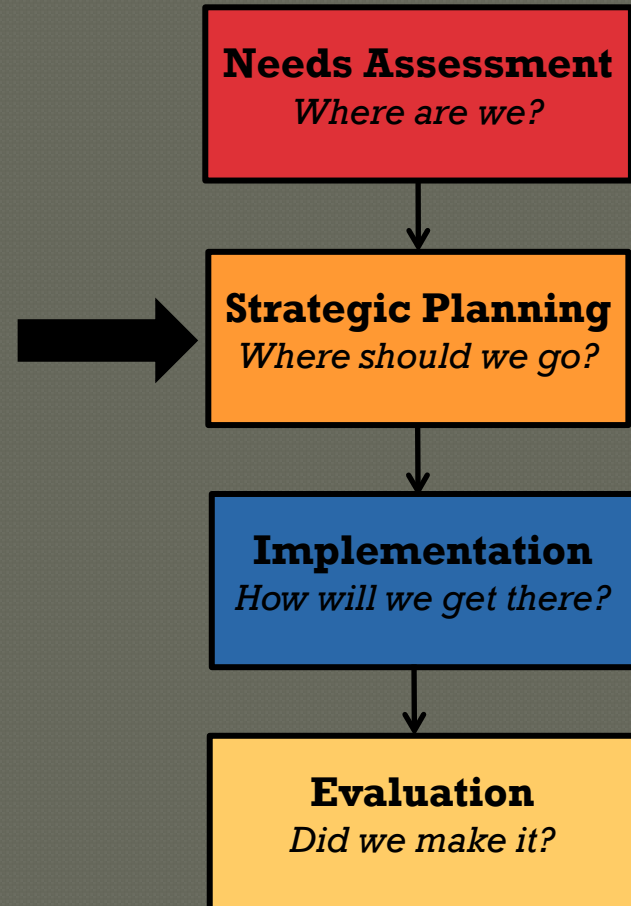 Needs Assessment
Where are we?
Strategic Planning
Where should we go?
Implementation
How will we get there?
Evaluation
Did we make it?